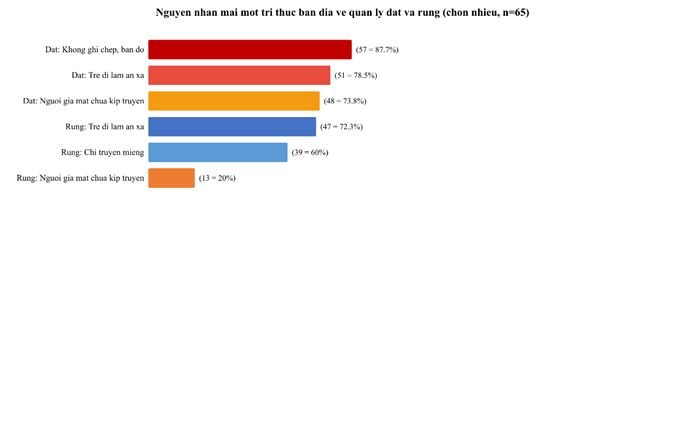 Nguyen nhan mai mot tri thuc ban dia ve quan ly dat va rung (chon nhieu, n=65)
Dat: Khong ghi chep, ban do (57 = 87.7%)
Dat: Tre di lam an xa (51 = 78.5%)
Dat: Nguoi gia mat chua kip truyen (48 = 73.8%)
Rung: Tre di lam an xa (47 = 72.3%)
Rung: Chi truyen mieng (39 = 60%)
Rung: Nguoi gia mat chua kip truyen (13 = 20%)